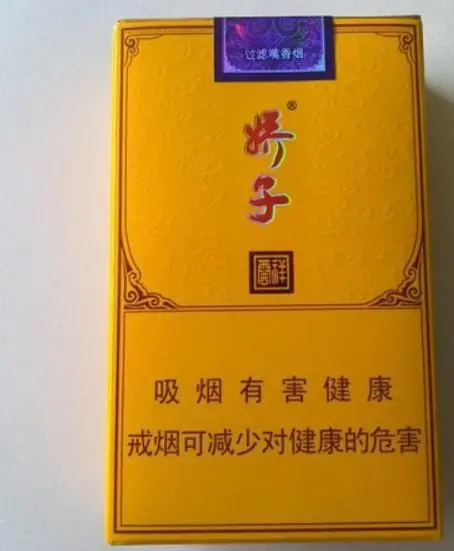 过滤嘴香烟
娇子®
雲祥
吸烟有害健康
戒烟可减少对健康的危害